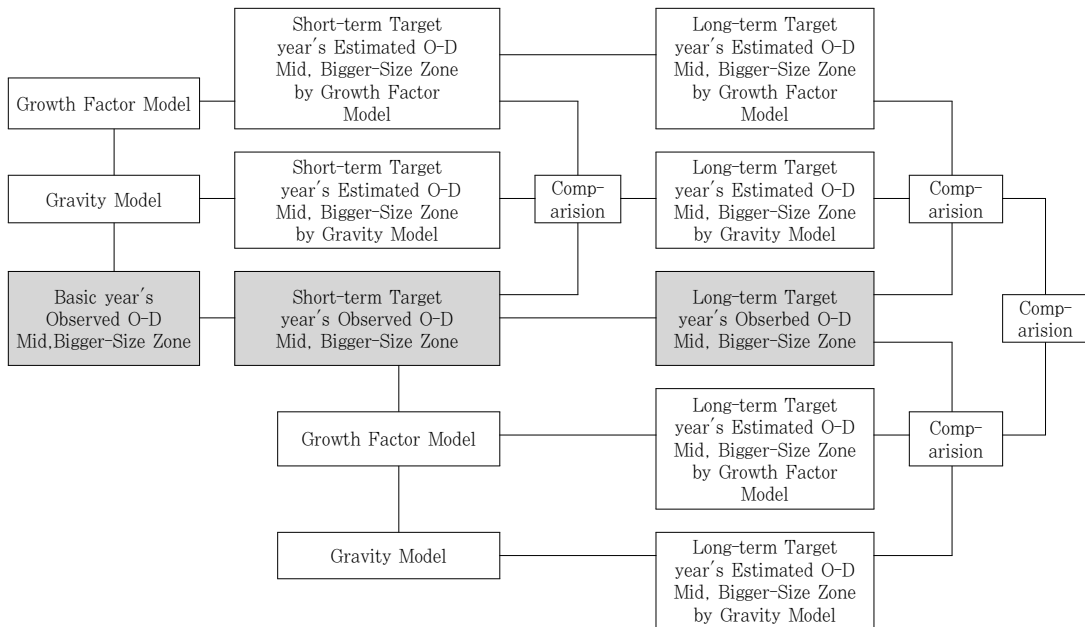 Short-term Target
year's Estimated O-D
Mid, Bigger-Size Zone
by Growth Factor
Model
Long-term Target
year's Estimated O-D
Mid, Bigger-Size Zone
by Growth Factor
Model
Growth Factor Model
Gravity Model
Short-term Target
year's Estimated O-D
Mid, Bigger-Size Zone
by Gravity Model
Comp-
arision
Long-term Target
year's Estimated O-D
Mid, Bigger-Size Zone
by Gravity Model
Comp-
arision
Basic year's
Observed O-D
Mid,Bigger-Size Zone
Short-term Target
year's Observed O-D
Mid, Bigger-Size Zone
Long-term Target
year's Obserbed O-D
Mid, Bigger-Size Zone
Comp-
arision
Growth Factor Model
Long-term Target
year's Estimated O-D
Mid, Bigger-Size Zone
by Growth Factor
Model
Comp-
arision
Gravity Model
Long-term Target
year's Estimated O-D
Mid, Bigger-Size Zone
by Gravity Model